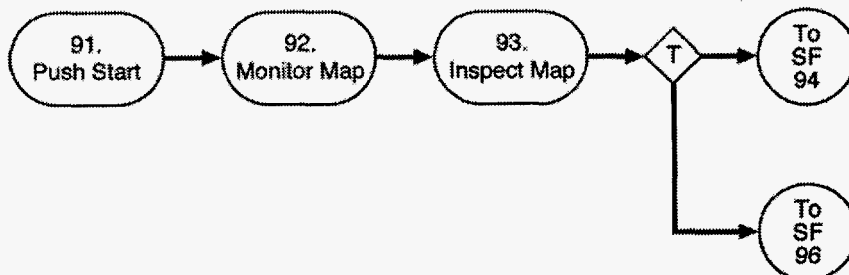 91.
Push Start
92.
Monitor Map
93.
Inspect Map
T
To
SF
94
To
SF
96